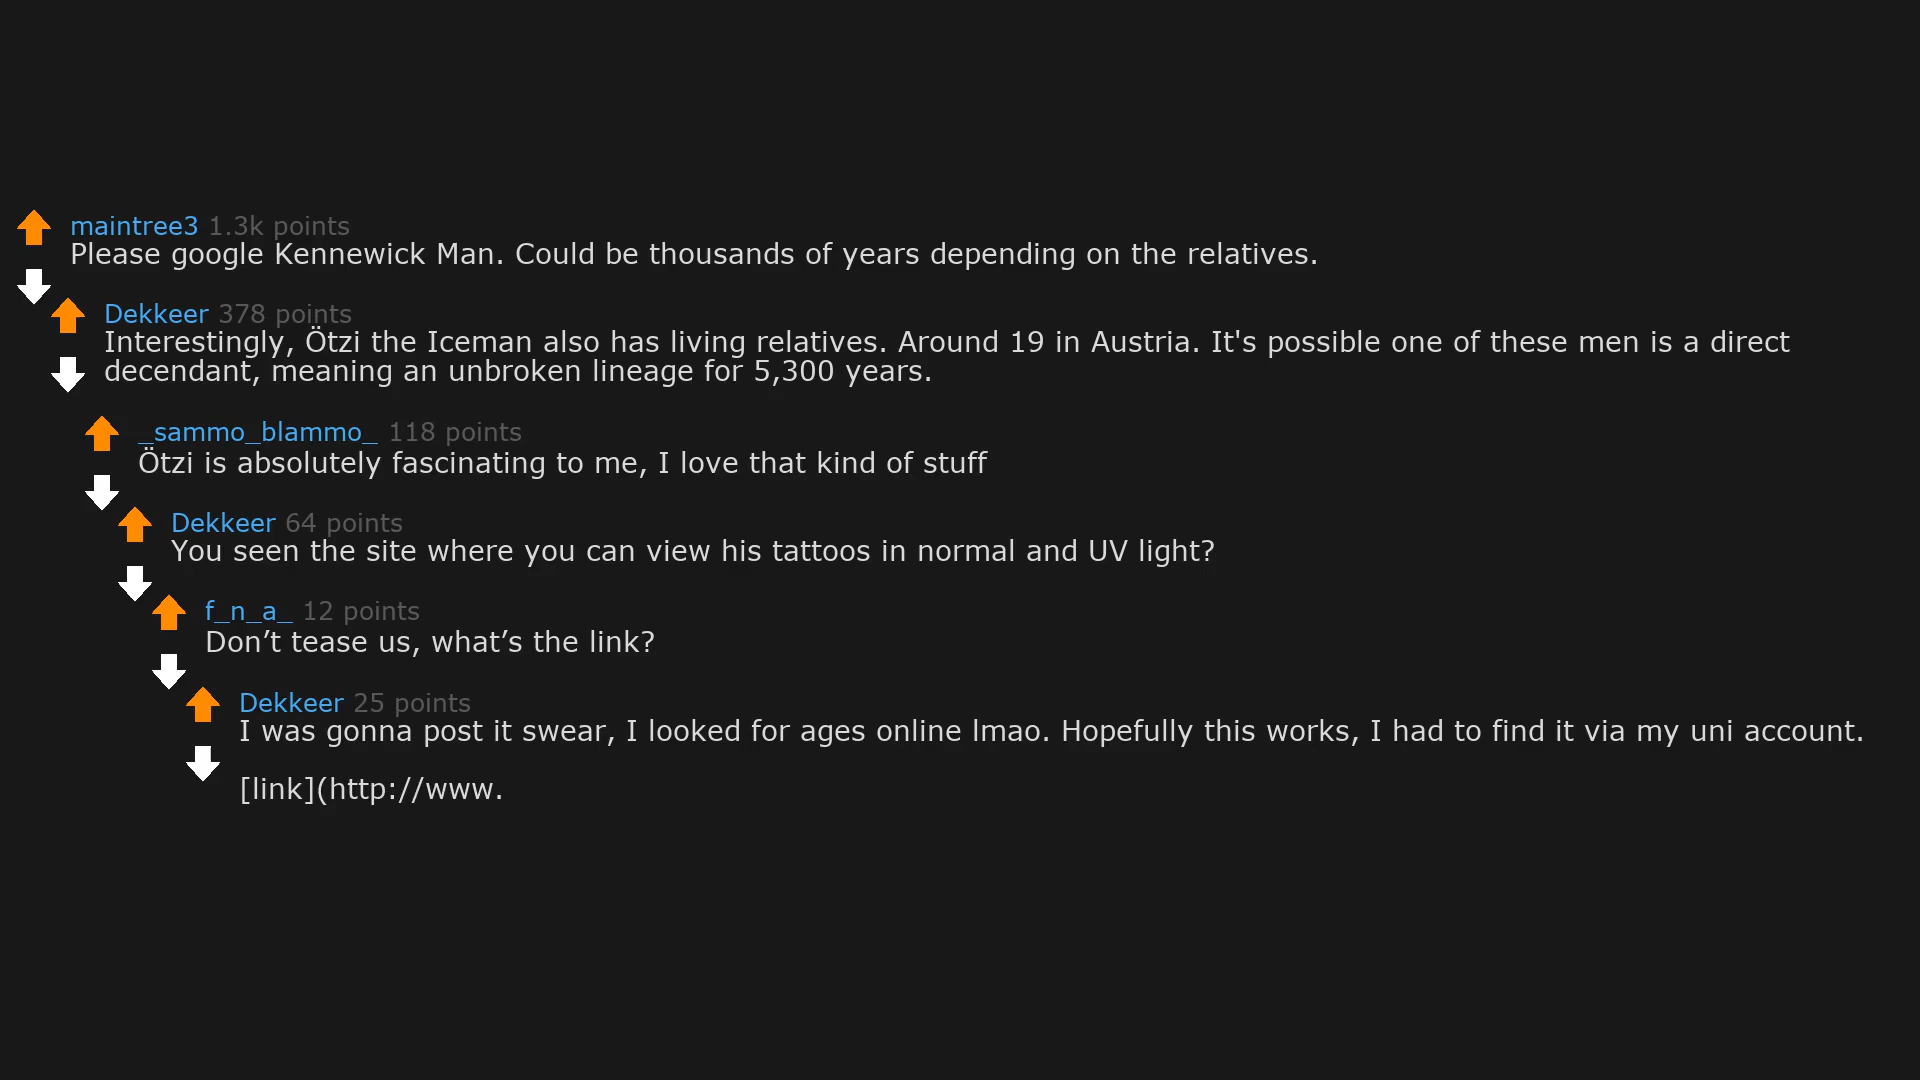 maintree3 1.3k points
Please google Kennewick Man. Could be thousands of years depending on the relatives.
Dekkeer 378 points
Interestingly, Ötzi the Iceman also has living relatives. Around 19 in Austria. It's possible one of these men is a direct
decendant, meaning an unbroken lineage for 5,300 years.
_sammo_blammo_ 118 points
Ötzi is absolutely fascinating to me, I love that kind of stuff
Dekkeer 64 points
You seen the site where you can view his tattoos in normal and UV light?
f_n_a_ 12 points
Don’t tease us, what’s the link?
Dekkeer 25 points
I was gonna post it swear, I looked for ages online lmao. Hopefully this works, I had to find it via my uni account.
[link](http://www.